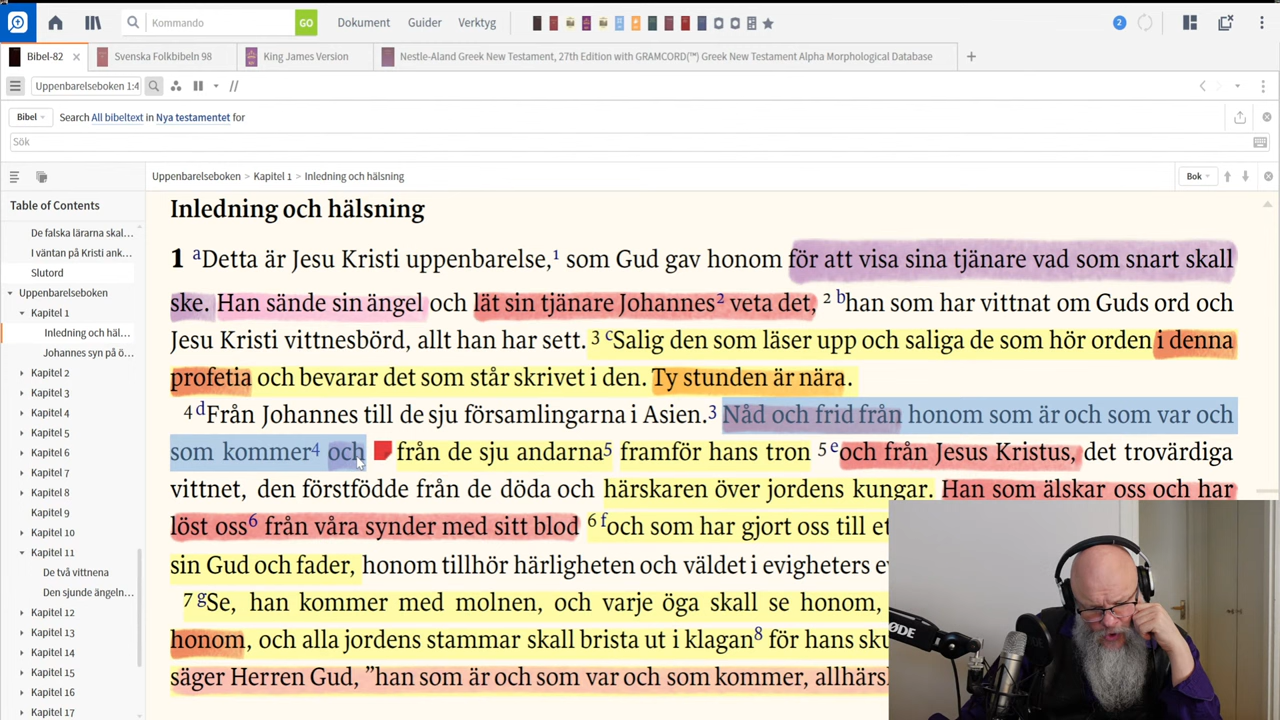 Kommando GO Dokument Guider Verktyg 2
Bibel-82 Svenska Folkbibeln 98 King James Version Nestle-Aland Greek New Testament, 27th Edition with GRAMCORD(™) Greek New Testament Alpha Morphological Database
Uppenbarelseboken 1:4 //
Bibel Search All bibeltext in Nya testamentet for
Sök
Uppenbarelseboken > Kapitel 1 > Inledning och hälsning Bok
Table of Contents
De falska lärarna skal...
I väntan på Kristi ank...
Slutord
Uppenbarelseboken
Kapitel 1
Inledning och häl...
Johannes syn på ö...
Kapitel 2
Kapitel 3
Kapitel 4
Kapitel 5
Kapitel 6
Kapitel 7
Kapitel 8
Kapitel 9
Kapitel 10
Kapitel 11
De två vittnena
Den sjunde ängeln...
Kapitel 12
Kapitel 13
Kapitel 14
Kapitel 15
Kapitel 16
Kapitel 17
Inledning och hälsning
1 aDetta är Jesu Kristi uppenbarelse,1 som Gud gav honom för att visa sina tjänare vad som snart skall
ske. Han sände sin ängel och lät sin tjänare Johannes2 veta det, 2 bhan som har vittnat om Guds ord och
Jesu Kristi vittnesbörd, allt han har sett. 3 cSalig den som läser upp och saliga de som hör orden i denna
profetia och bevarar det som står skrivet i den. Ty stunden är nära.
4 dFrån Johannes till de sju församlingarna i Asien.3 Nåd och frid från honom som är och som var och
som kommer4 och från de sju andarna5 framför hans tron 5 eoch från Jesus Kristus, det trovärdiga
vittnet, den förstfödde från de döda och härskaren över jordens kungar. Han som älskar oss och har
löst oss6 från våra synder med sitt blod 6 foch som har gjort oss till
sin Gud och fader, honom tillhör härligheten och väldet i evigheters
7 gSe, han kommer med molnen, och varje öga skall se honom,
honom, och alla jordens stammar skall brista ut i klagan8 för hans
säger Herren Gud, ”han som är och som var och som kommer,
RØDE